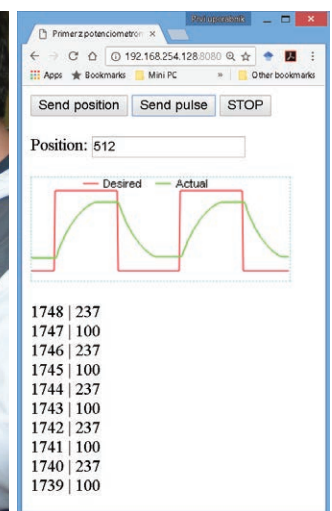 Prvi uporabnik
Primer z potenciometron
192.168.254.128:8080
Apps Bookmarks Mini PC » Other bookmarks
Send position Send pulse STOP
Position: 512
Desired Actual
1748 | 237
1747 | 100
1746 | 237
1745 | 100
1744 | 237
1743 | 100
1742 | 237
1741 | 100
1740 | 237
1739 | 100